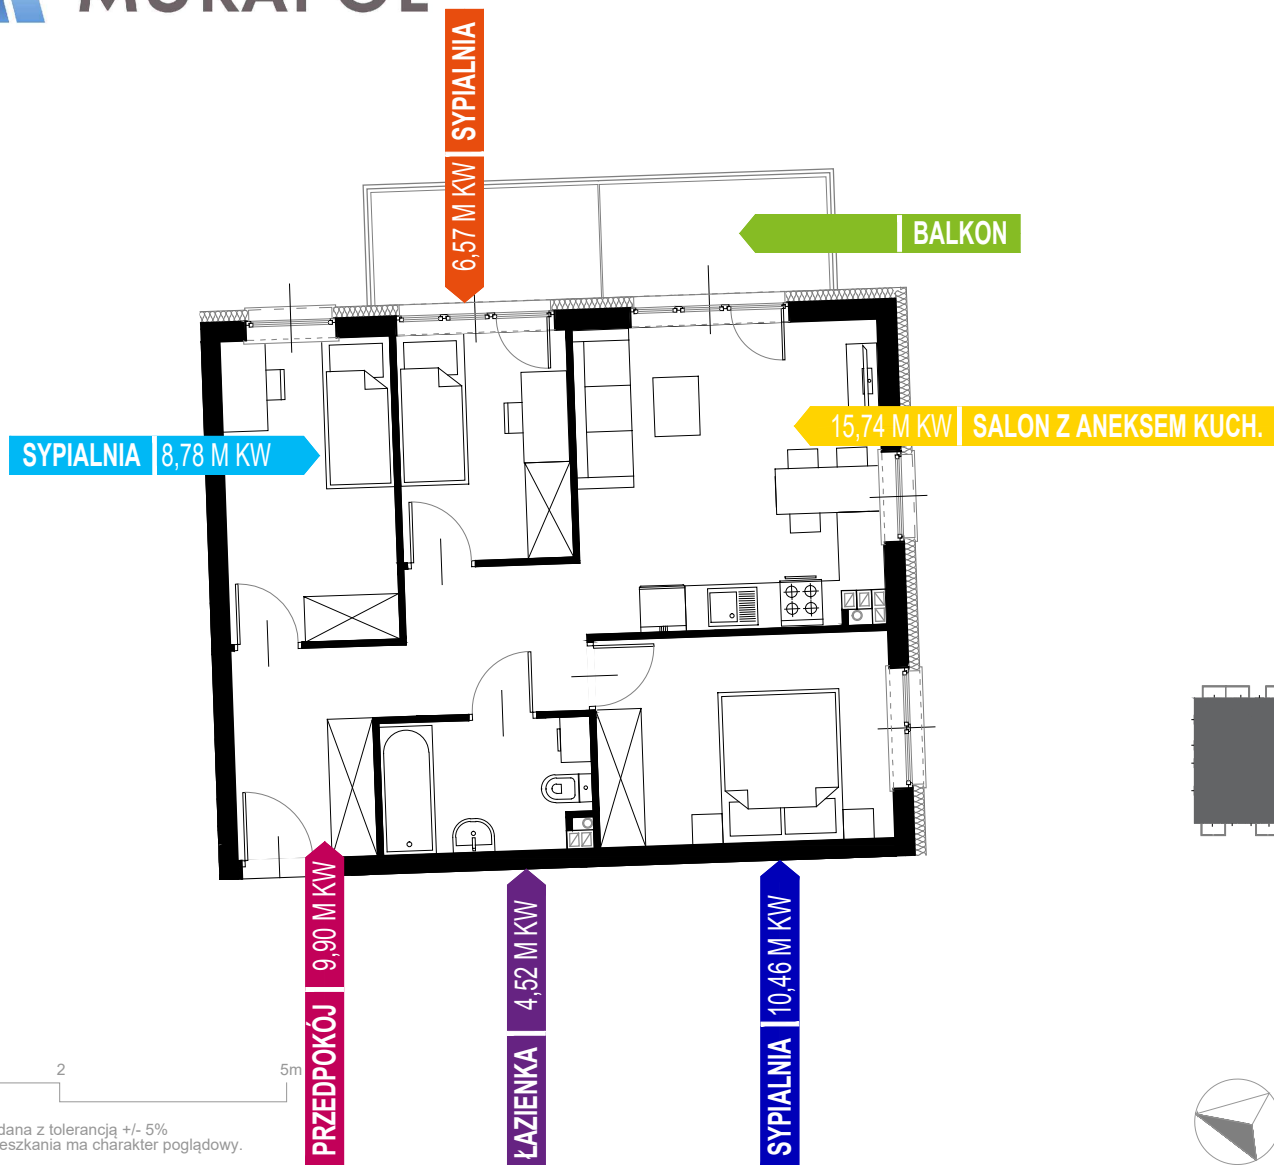 MURAPOL
SYPIALNIA
6,57 M KW
BALKON
15,74 M KW SALON Z ANEKSEM KUCH.
SYPIALNIA 8,78 M KW
PRZEDPOKÓJ 9,90 M KW
ŁAZIENKA 4,52 M KW
SYPIALNIA 10,46 M KW
2 5m
dana z tolerancją +/- 5%
eszkania ma charakter poglądowy.